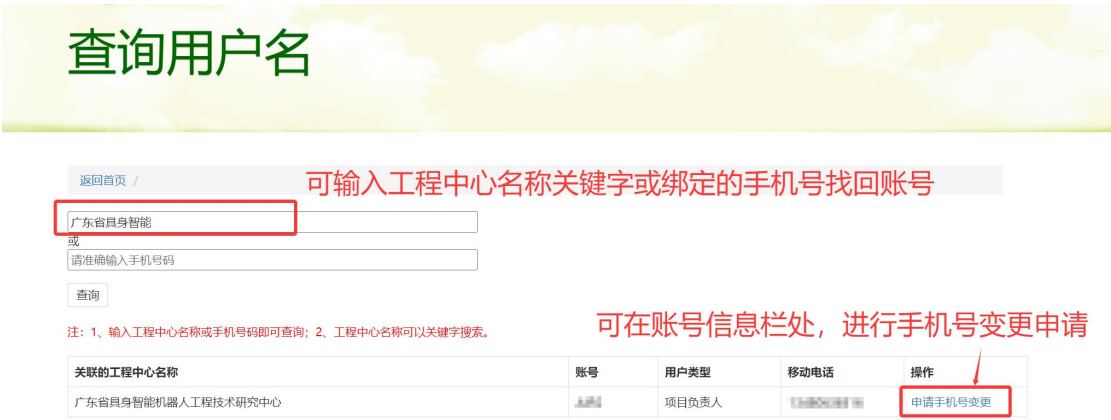 查询用户名
返回首页 /
可输入工程中心名称关键字或绑定的手机号找回账号
广东省具身智能
或
请准确输入手机号码
查询
可在账号信息栏处，进行手机号变更申请
注：1、输入工程中心名称或手机号码即可查询；2、工程中心名称可以关键字搜索。
关联的工程中心名称 账号 用户类型 移动电话 操作
广东省具身智能机器人工程技术研究中心 项目负责人 申请手机号变更